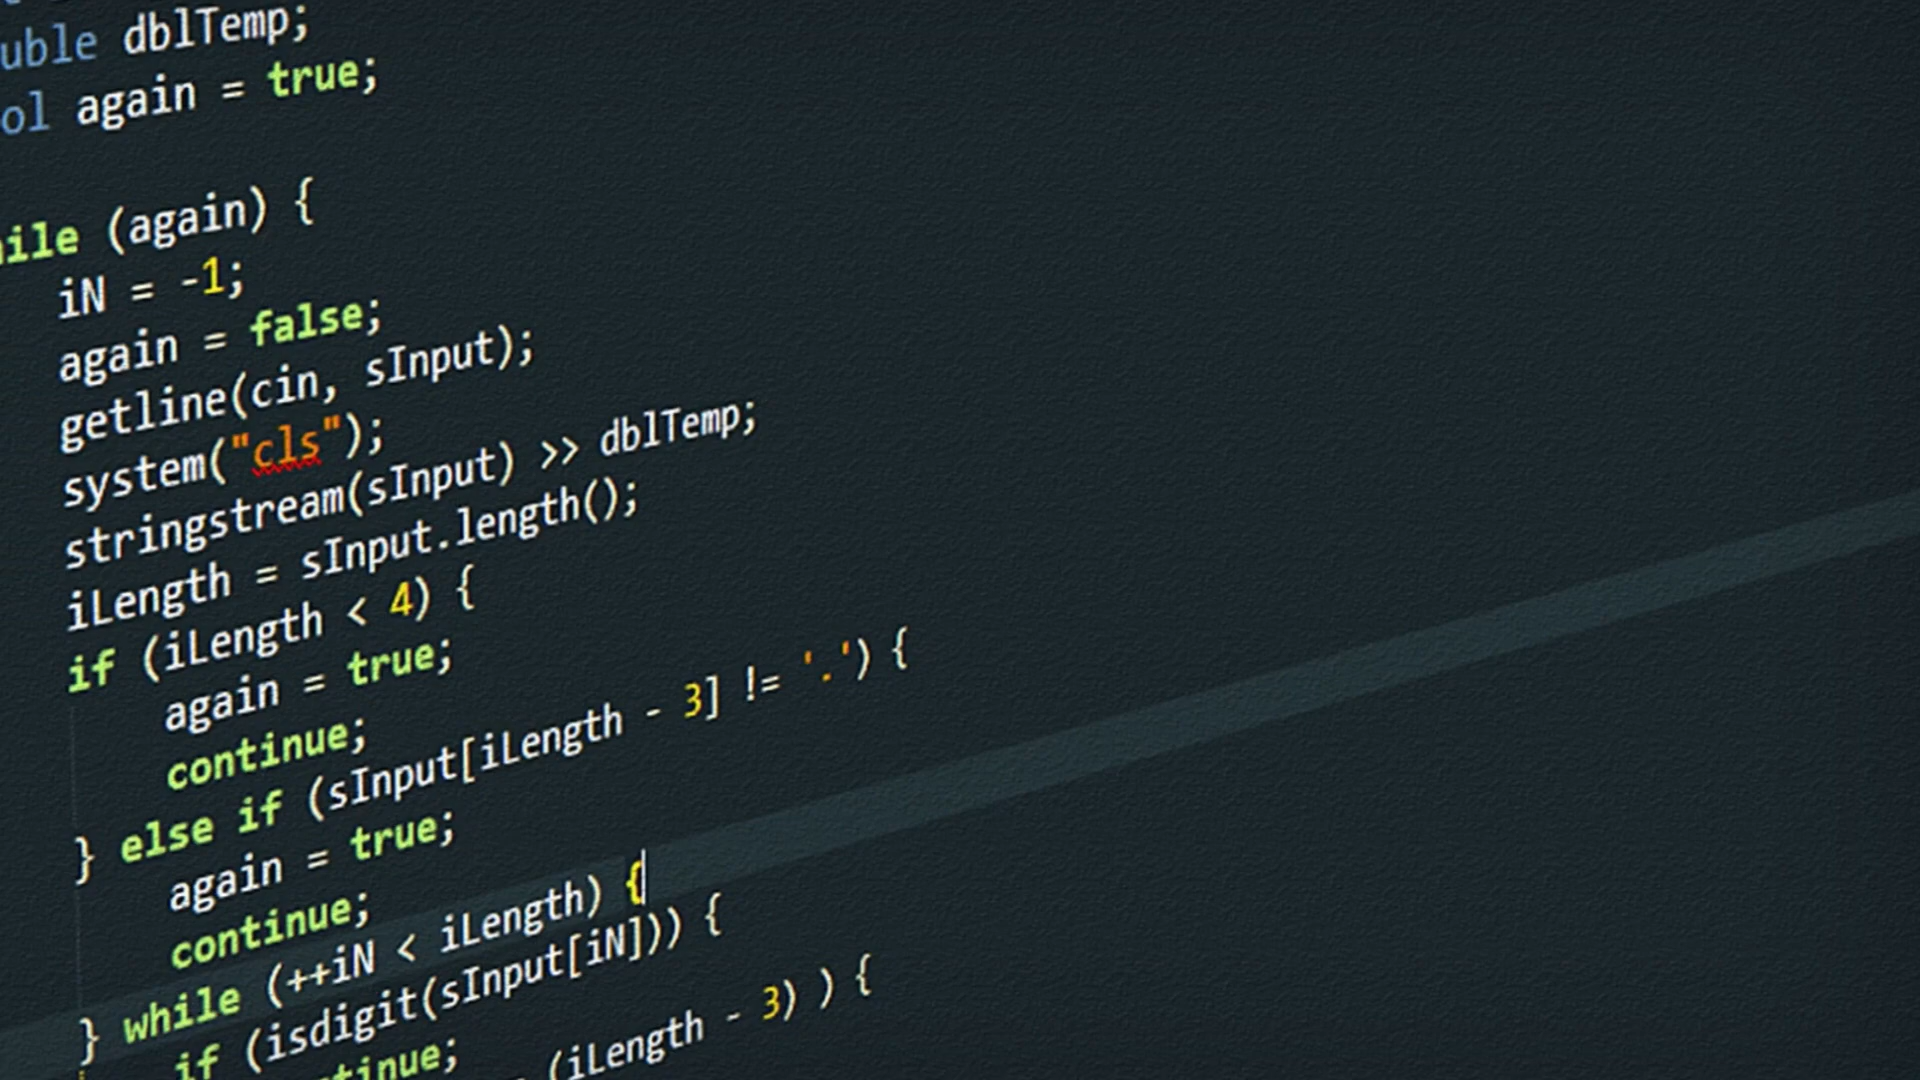 uble dblTemp;
ol again = true;
ile (again) {
iN = -1;
again = false;
getline(cin, sInput);
system("cls");
stringstream(sInput) >> dblTemp;
iLength = sInput.length();
if (iLength < 4) {
again = true;
continue;
} else if (sInput[iLength - 3] != '.') {
again = true;
continue;
} while (++iN < iLength) {
if (isdigit(sInput[iN])) {
tinue;
(iLength - 3) ) {